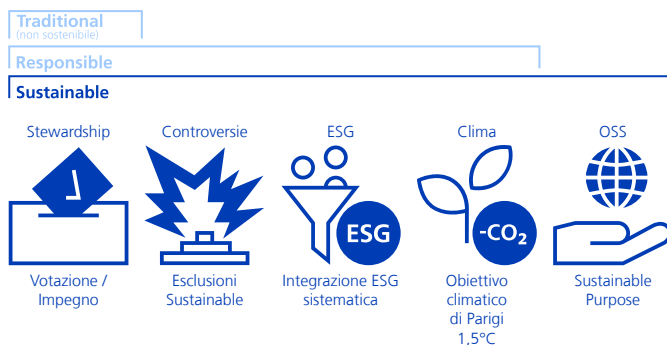 Traditional
(non sostenibile)
Responsible
Sustainable
Stewardship
Controversie
ESG
Clima
OSS
ESG
-CO₂
Votazione /
Impegno
Esclusioni
Sustainable
Integrazione ESG
sistematica
Obiettivo
climatico
di Parigi
1,5°C
Sustainable
Purpose